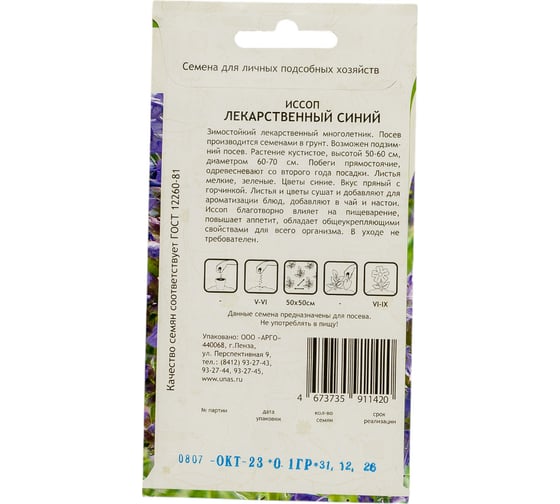 Семена для личных подсобных хозяйств
ИССОП
ЛЕКАРСТВЕННЫЙ СИНИЙ
Зимостойкий лекарственный многолетник. Посев
производится семенами в грунт. Возможен подзим-
ний посев. Растение кустистое, высотой 50-60 см,
диаметром 60-70 см. Побеги прямостоячие,
одревесневают со второго года посадки. Листья
мелкие, зеленые. Цветы синие. Вкус пряный с
горчинкой. Листья и цветы сушат и добавляют для
ароматизации блюд, добавляют в чай и настои.
Иссоп благотворно влияет на пищеварение,
повышает аппетит, обладает общеукрепляющими
свойствами для всего организма. В уходе не
требователен.
Качество семян соответствует ГОСТ 12260-81
- V-VI 50х50см - VI-IX
Данные семена предназначены для посева.
Не употреблять в пищу!
Упаковано: ООО «АРГО»
440068, г.Пенза,
ул. Перспективная 9,
тел.: (8412) 93-27-43,
93-27-44, 93-27-45,
www.unas.ru
4 673735 911420
№ партии дата упаковки кол-во семян срок реализации
0807 -ОКТ-23 *0.1ГР*31.12.26